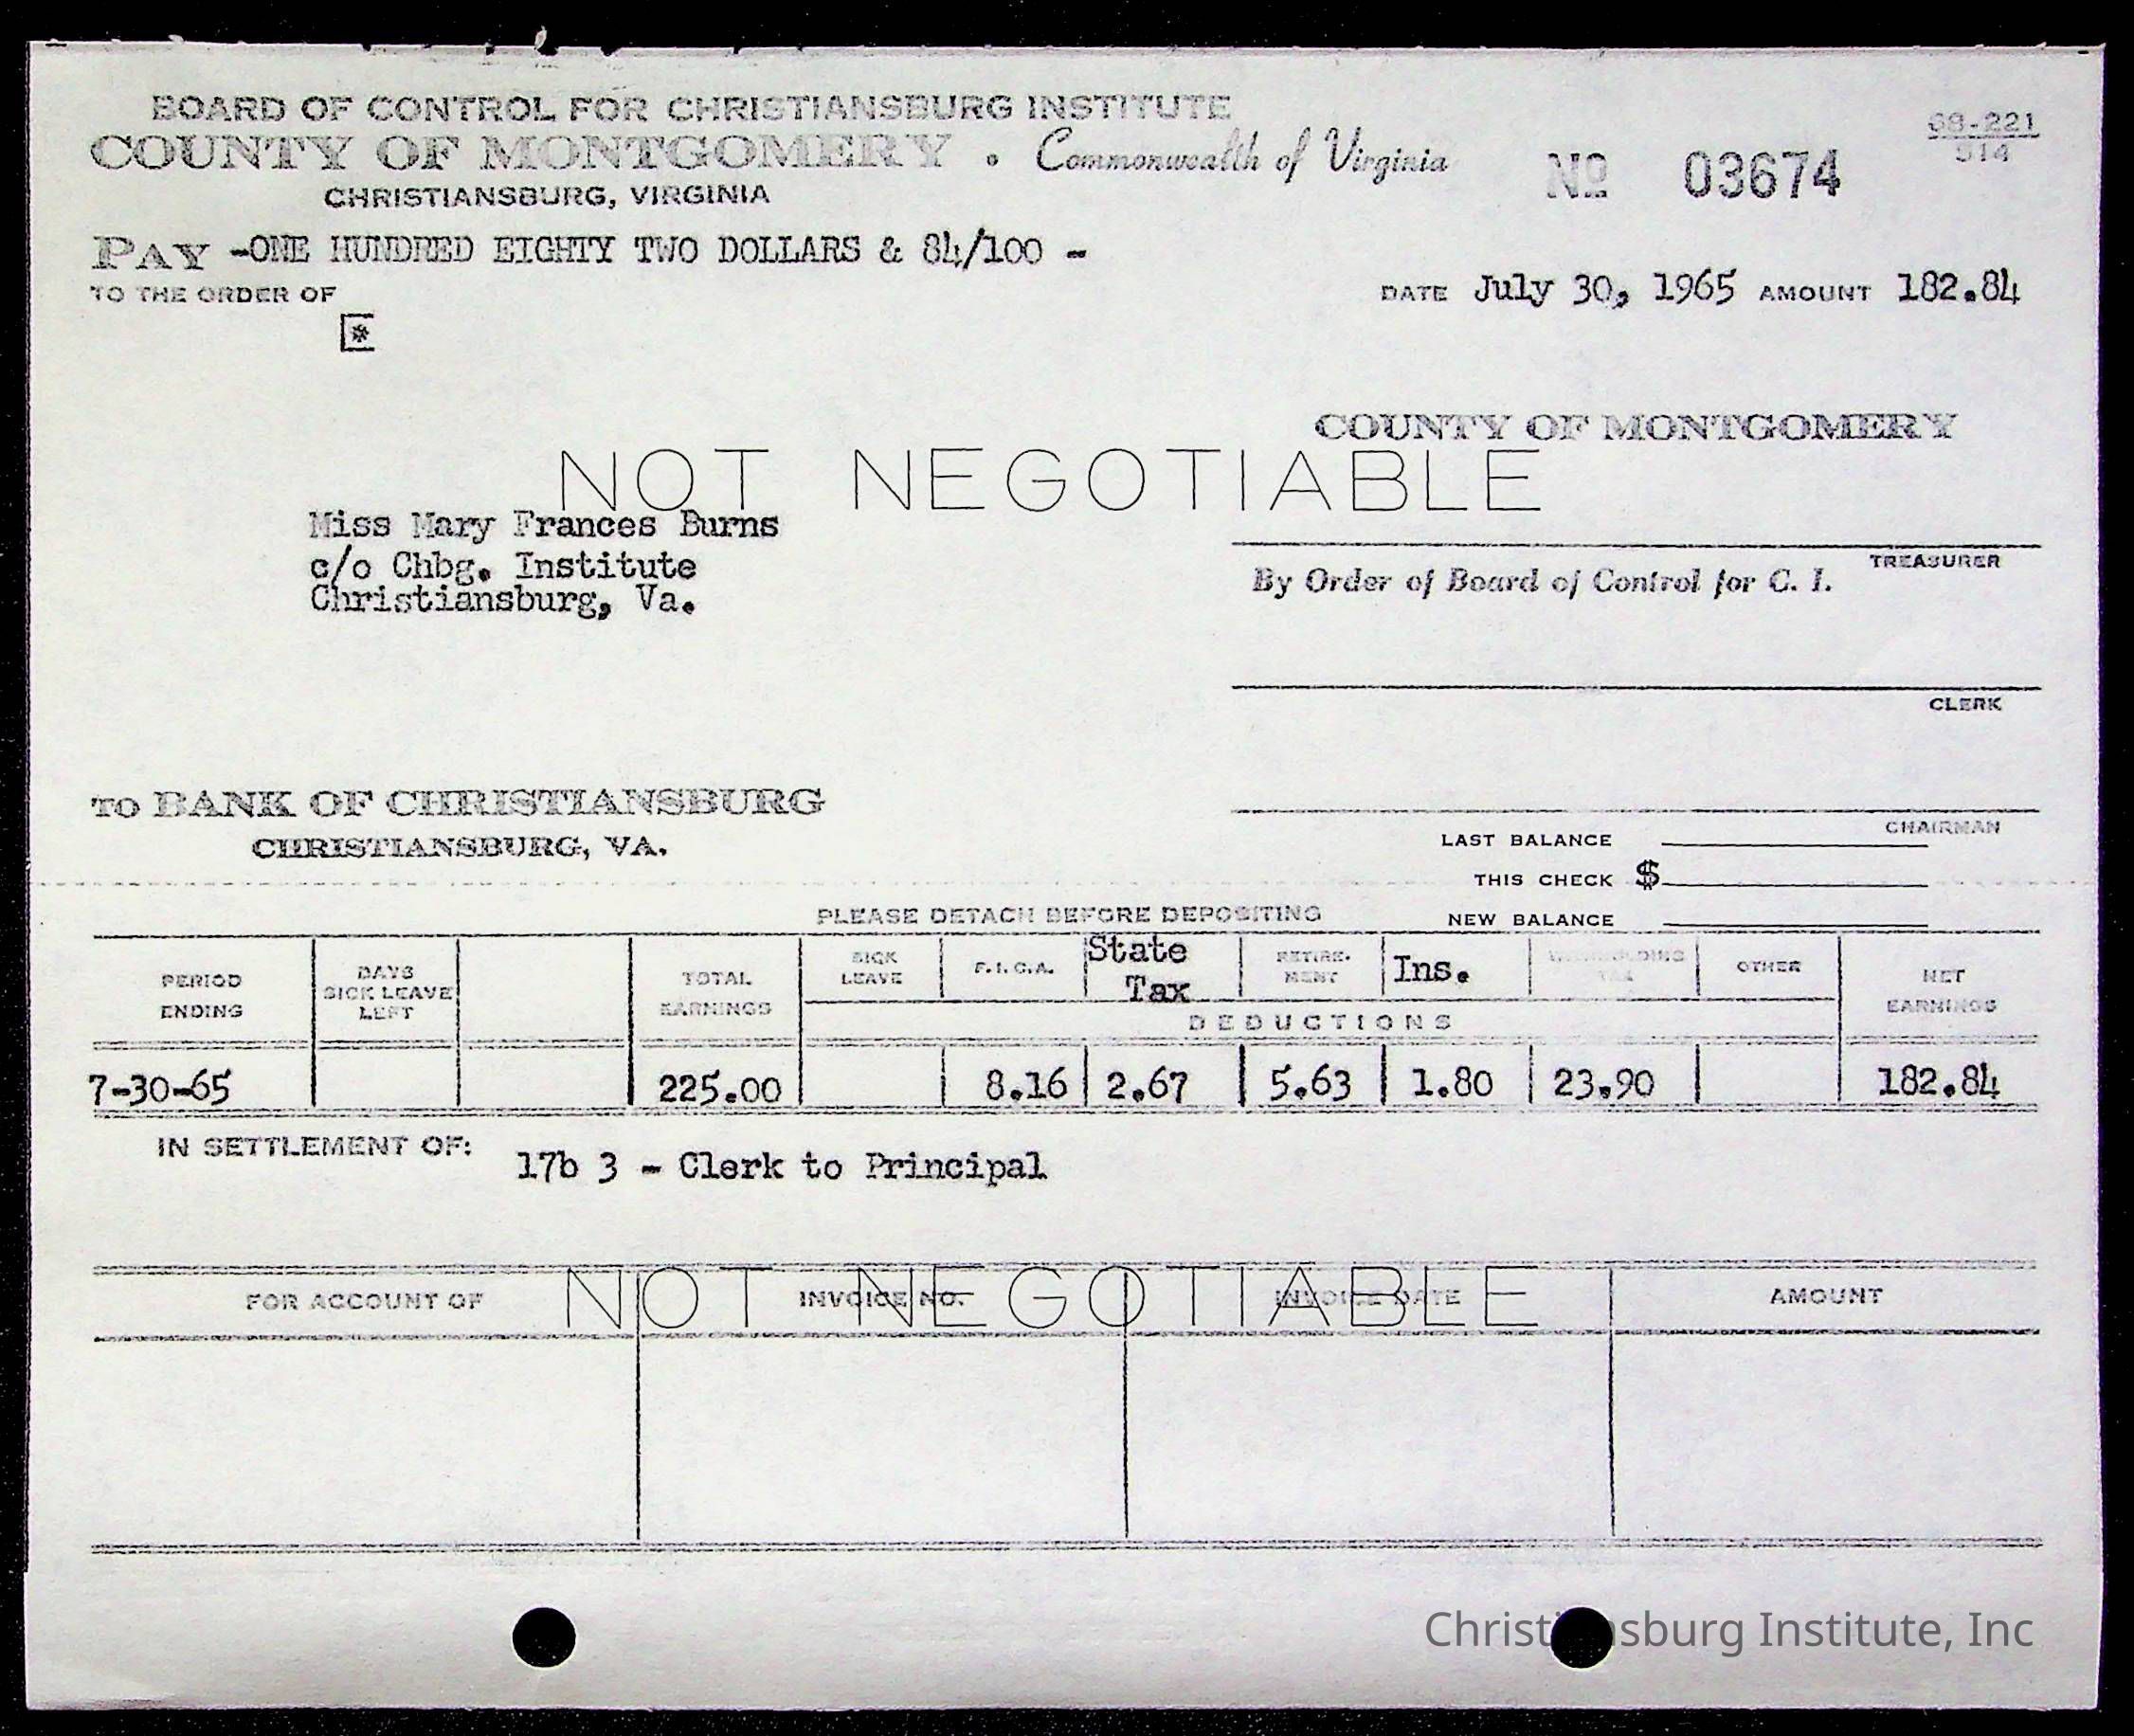 BOARD OF CONTROL FOR CHRISTIANSBURG INSTITUTE
COUNTY OF MONTGOMERY • Commonwealth of Virginia
CHRISTIANSBURG, VIRGINIA
No 03674
68-221
514
PAY -ONE HUNDRED EIGHTY TWO DOLLARS & 84/100 -
TO THE ORDER OF
DATE July 30, 1965 AMOUNT 182.84
*
COUNTY OF MONTGOMERY
NOT NEGOTIABLE
Miss Mary Frances Burns
c/o Chbg. Institute
Christiansburg, Va.
TREASURER
By Order of Board of Control for C. I.
CLERK
TO BANK OF CHRISTIANSBURG
CHRISTIANSBURG, VA.
CHAIRMAN
LAST BALANCE
THIS CHECK $
NEW BALANCE
PLEASE DETACH BEFORE DEPOSITING
PERIOD ENDING DAYS SICK LEAVE LEFT TOTAL EARNINGS SICK LEAVE F.I.C.A. State Tax RETIRE- MENT Ins. TAX OTHER NET EARNINGS
DEDUCTIONS
7-30-65 225.00 8.16 2.67 5.63 1.80 23.90 182.84
IN SETTLEMENT OF: 17b 3 - Clerk to Principal
NOT NEGOTIABLE
FOR ACCOUNT OF INVOICE NO. INVOICE DATE AMOUNT
Christiansburg Institute, Inc